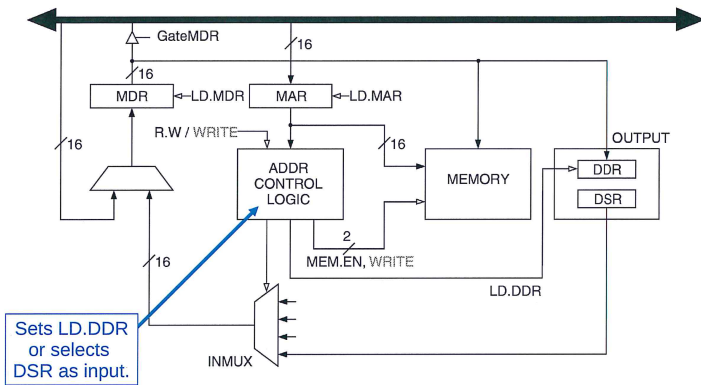 GateMDR
16
16
MDR
LD.MDR
MAR
LD.MAR
16
R.W / WRITE
16
OUTPUT
ADDR
CONTROL
LOGIC
MEMORY
DDR
DSR
2
MEM.EN, WRITE
16
LD.DDR
Sets LD.DDR
or selects
DSR as input.
INMUX